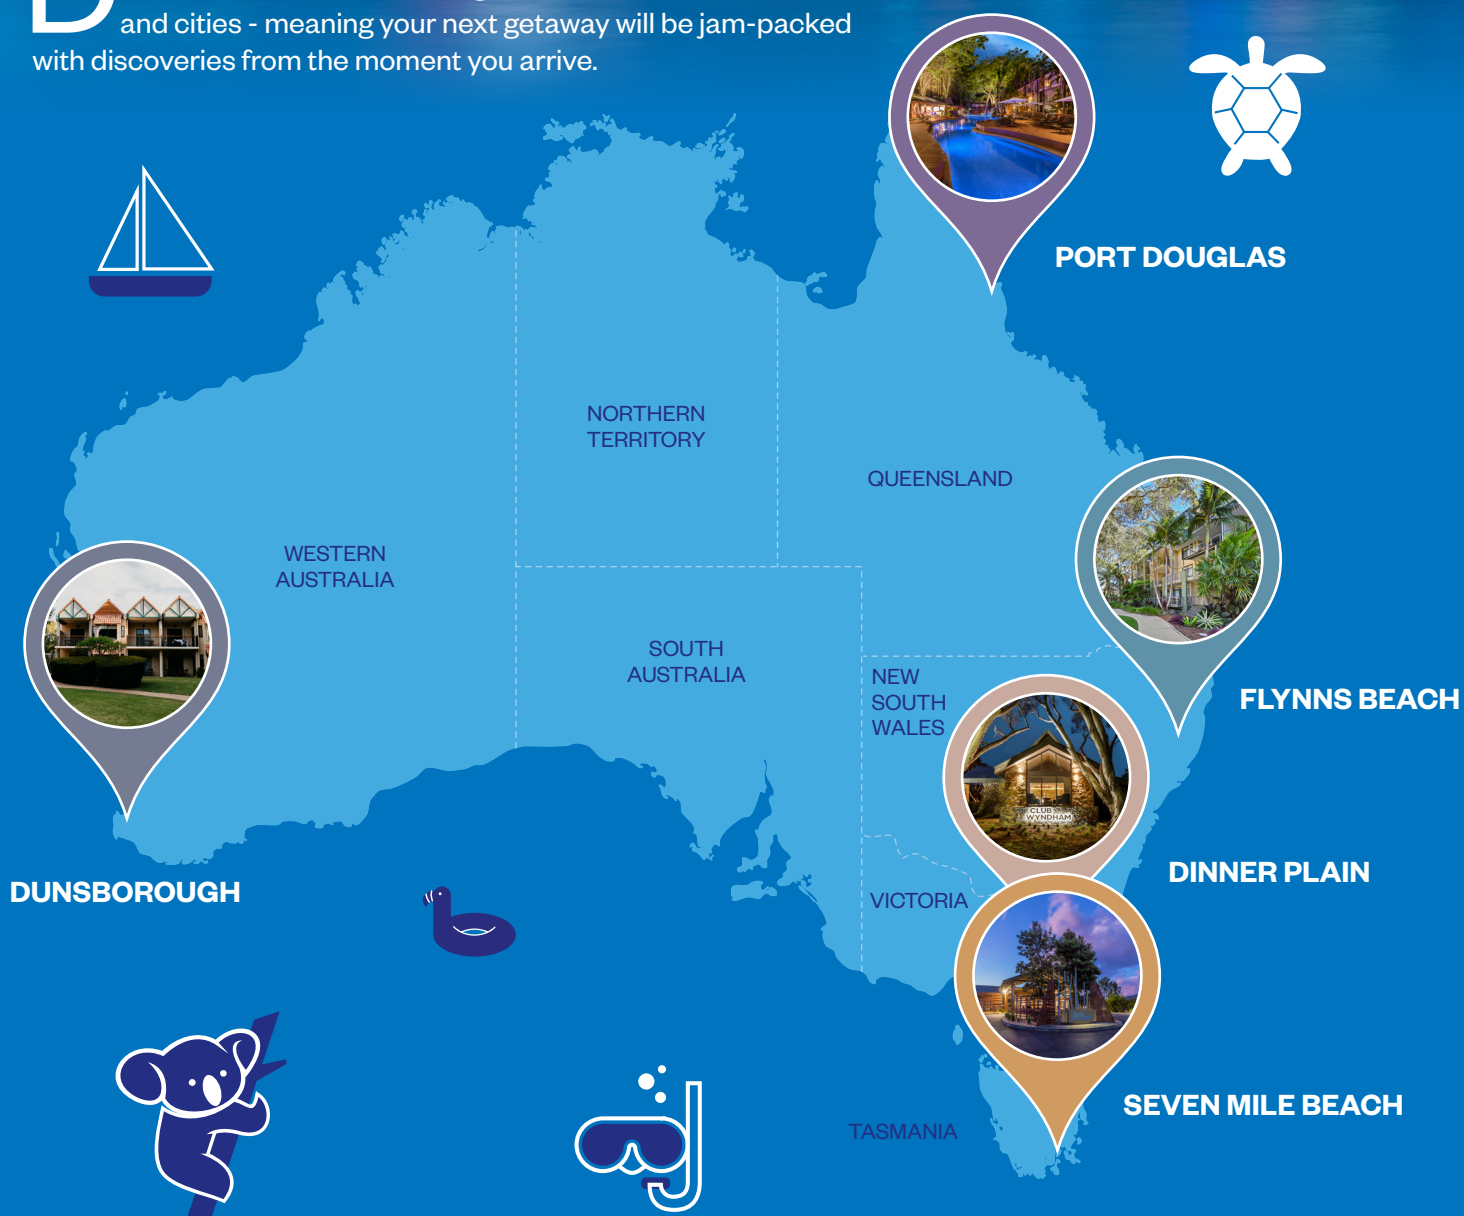 D
and cities - meaning your next getaway will be jam-packed
with discoveries from the moment you arrive.
PORT DOUGLAS
NORTHERN
TERRITORY
QUEENSLAND
WESTERN
AUSTRALIA
SOUTH
AUSTRALIA
NEW
SOUTH
WALES
FLYNNS BEACH
CLUB
WYNDHAM
DINNER PLAIN
DUNSBOROUGH
VICTORIA
SEVEN MILE BEACH
TASMANIA